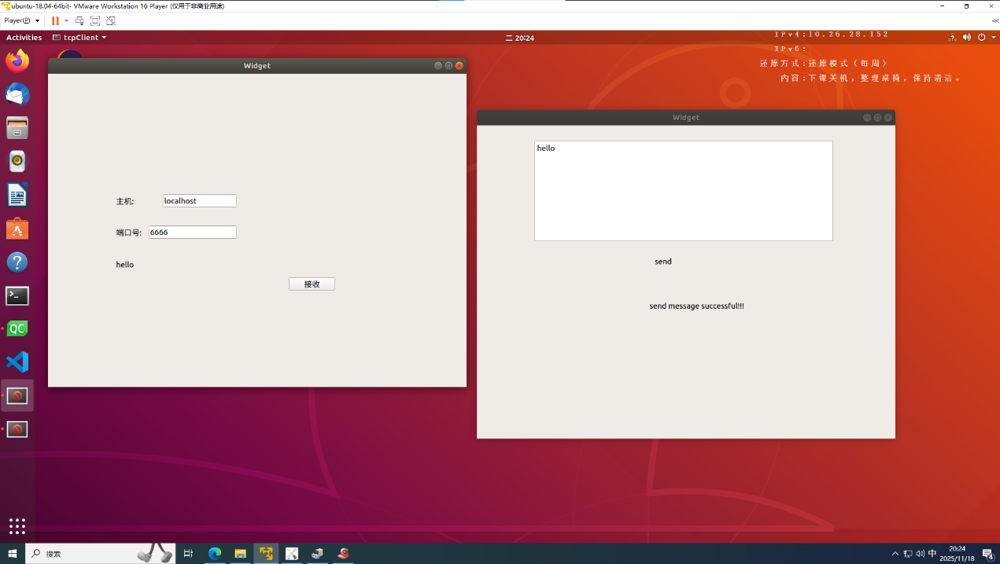 ubuntu-18.04-64bit- VMware Workstation 16 Player (仅用于非商业用途)
Player(P)
Activities
tcpClient
二 20:24
IPv4:10.26.28.152
IPv6:
还原方式:还原模式(每周)
内容:下课关机,整理桌椅,保持清洁。
Widget
主机:
localhost
端口号:
6666
hello
接收
Widget
hello
send
send message successful!!!
QC
搜索
中
20:24
2025/11/18
4